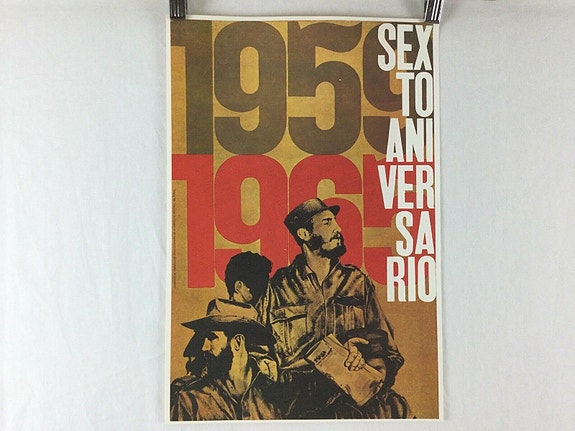 1959
1965
SEX
TO
ANI
VER
SA
RIO